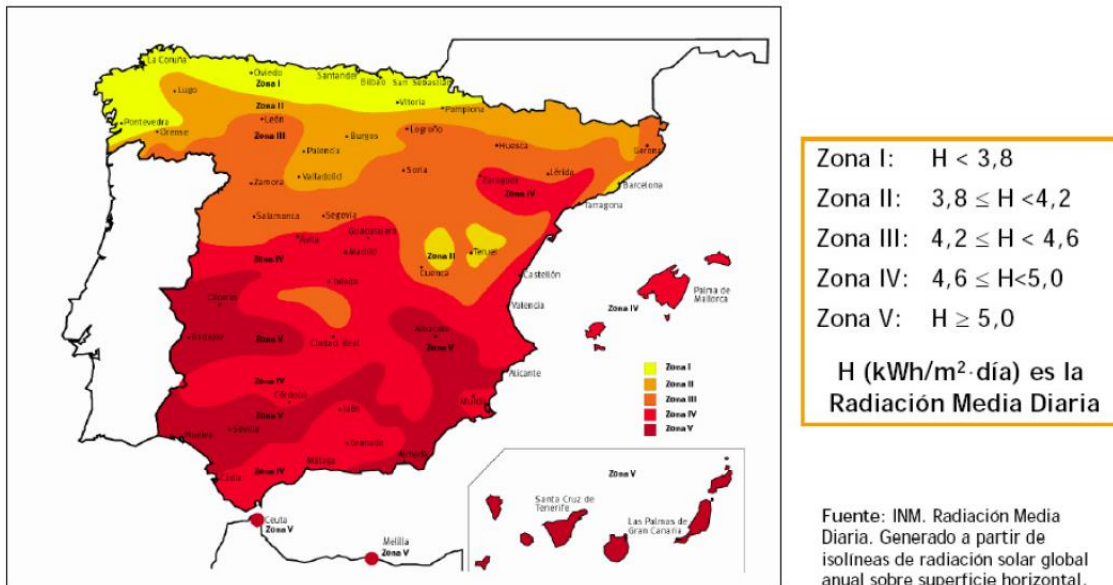 La Coruña
Oviedo
Santander
Bilbao
San Sebastián
Zona I
Lugo
Vitoria
Pamplona
Zona II
León
Pontevedra
Orense
Zona III
Burgos
Logroño
Huesca
Gerona
Palencia
Zamora
Valladolid
Soria
Zaragoza
Lérida
Zona IV
Barcelona
Tarragona
Salamanca
Segovia
Ávila
Guadalajara
Madrid
Zona IV
Zona II
Teruel
Cuenca
Castellón
Toledo
Valencia
Palma de
Mallorca
Zona IV
Cáceres
Badajoz
Zona V
Ciudad Real
Albacete
Zona V
Alicante
Zona IV
Córdoba
Jaén
Murcia
Zona V
Huelva
Sevilla
Granada
Almería
Málaga
Cádiz
Zona IV
Ceuta
Zona V
Melilla
Zona V
Zona I
Zona II
Zona III
Zona IV
Zona V
Zona V
Santa Cruz de
Tenerife
Las Palmas de
Gran Canaria
Zona I: H < 3,8
Zona II: 3,8 ≤ H <4,2
Zona III: 4,2 ≤ H < 4,6
Zona IV: 4,6 ≤ H<5,0
Zona V: H ≥ 5,0
H (kWh/m²·día) es la
Radiación Media Diaria
Fuente: INM. Radiación Media
Diaria. Generado a partir de
isolíneas de radiación solar global
anual sobre superficie horizontal.